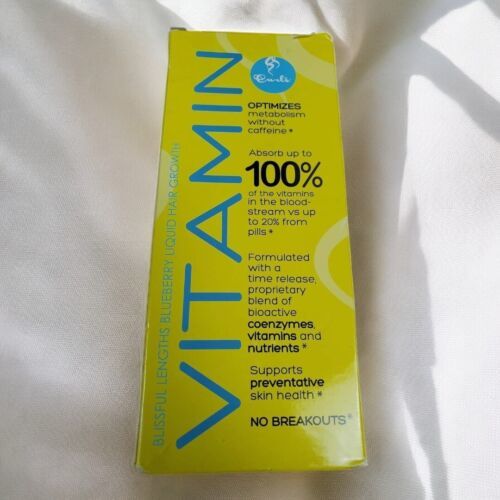 BLISSFUL LENGTHS BLUEBERRY LIQUID HAIR GROWTH
VITAMIN
Curls
OPTIMIZES
metabolism
without
caffeine*
Absorb up to
100%
of the vitamins
in the blood-
stream vs up
to 20% from
pills*
Formulated
with a
time release,
proprietary
blend of
bioactive
coenzymes,
vitamins and
nutrients*
Supports
preventative
skin health*
NO BREAKOUTS*